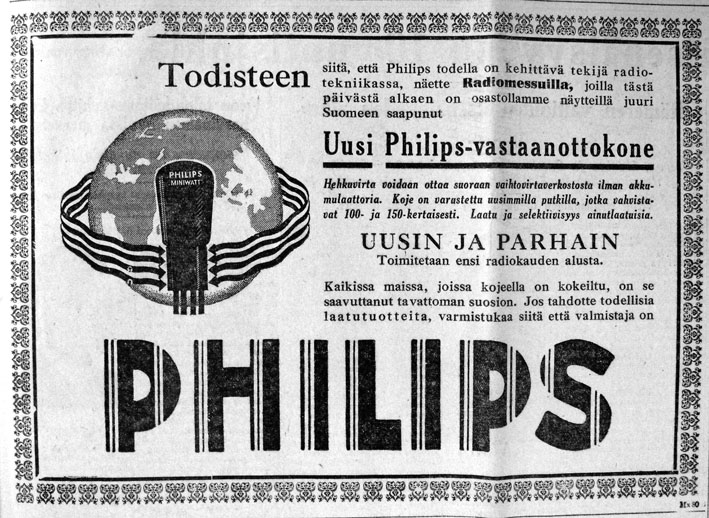 Todisteen siitä, että Philips todella on kehittävä tekijä radio-
tekniikassa, näette Radiomessuilla, joilla tästä
päivästä alkaen on osastollamme näytteillä juuri
Suomeen saapunut
Uusi Philips-vastaanottokone
Hehkuvirta voidaan ottaa suoraan vaihtovirtaverkostosta ilman akku-
mulaattoria. Koje on varustettu uusimmilla putkilla, jotka vahvista-
vat 100- ja 150-kertaisesti. Laatu ja selektiivisyys ainutlaatuisia.
UUSIN JA PARHAIN
Toimitetaan ensi radiokauden alusta.
Kaikissa maissa, joissa kojeella on kokeiltu, on se
saavuttanut tavattoman suosion. Jos tahdotte todellisia
laatutuotteita, varmistukaa siitä että valmistaja on
PHILIPS
„MINIWATT"
PHILIPS